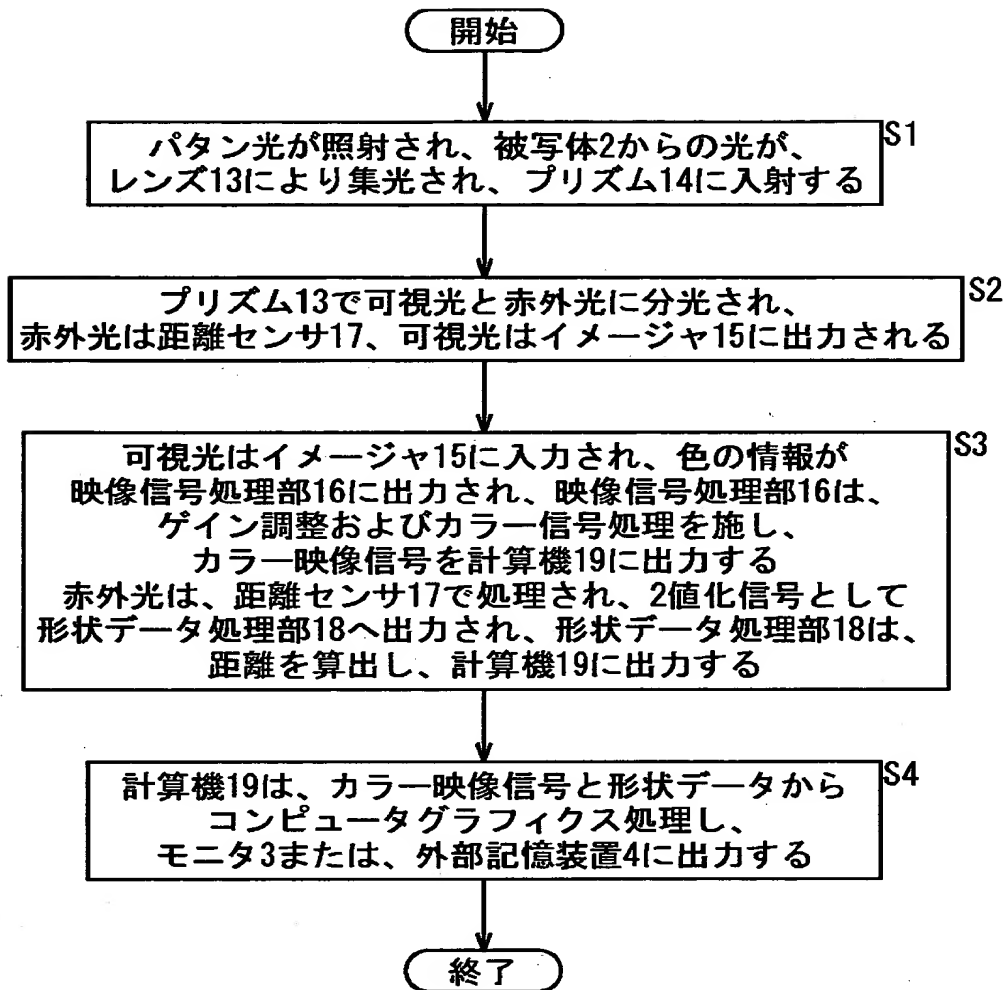 開始
S1
パタン光が照射され、被写体2からの光が、
レンズ13により集光され、プリズム14に入射する
S2
プリズム13で可視光と赤外光に分光され、
赤外光は距離センサ17、可視光はイメージャ15に出力される
S3
可視光はイメージャ15に入力され、色の情報が
映像信号処理部16に出力され、映像信号処理部16は、
ゲイン調整およびカラー信号処理を施し、
カラー映像信号を計算機19に出力する
赤外光は、距離センサ17で処理され、2値化信号として
形状データ処理部18へ出力され、形状データ処理部18は、
距離を算出し、計算機19に出力する
S4
計算機19は、カラー映像信号と形状データから
コンピュータグラフィクス処理し、
モニタ3または、外部記憶装置4に出力する
終了